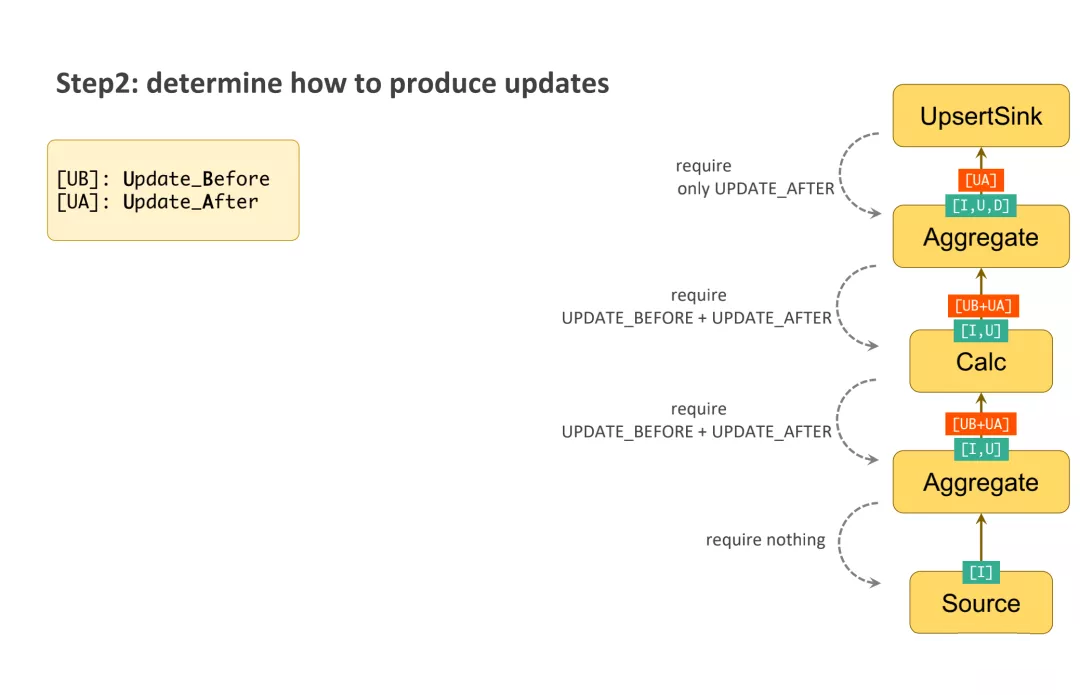 Step2: determine how to produce updates
[UB]: Update_Before
[UA]: Update_After
UpsertSink
require
only UPDATE_AFTER
[UA]
[I,U,D]
Aggregate
require
UPDATE_BEFORE + UPDATE_AFTER
[UB+UA]
[I,U]
Calc
require
UPDATE_BEFORE + UPDATE_AFTER
[UB+UA]
[I,U]
Aggregate
require nothing
[I]
Source